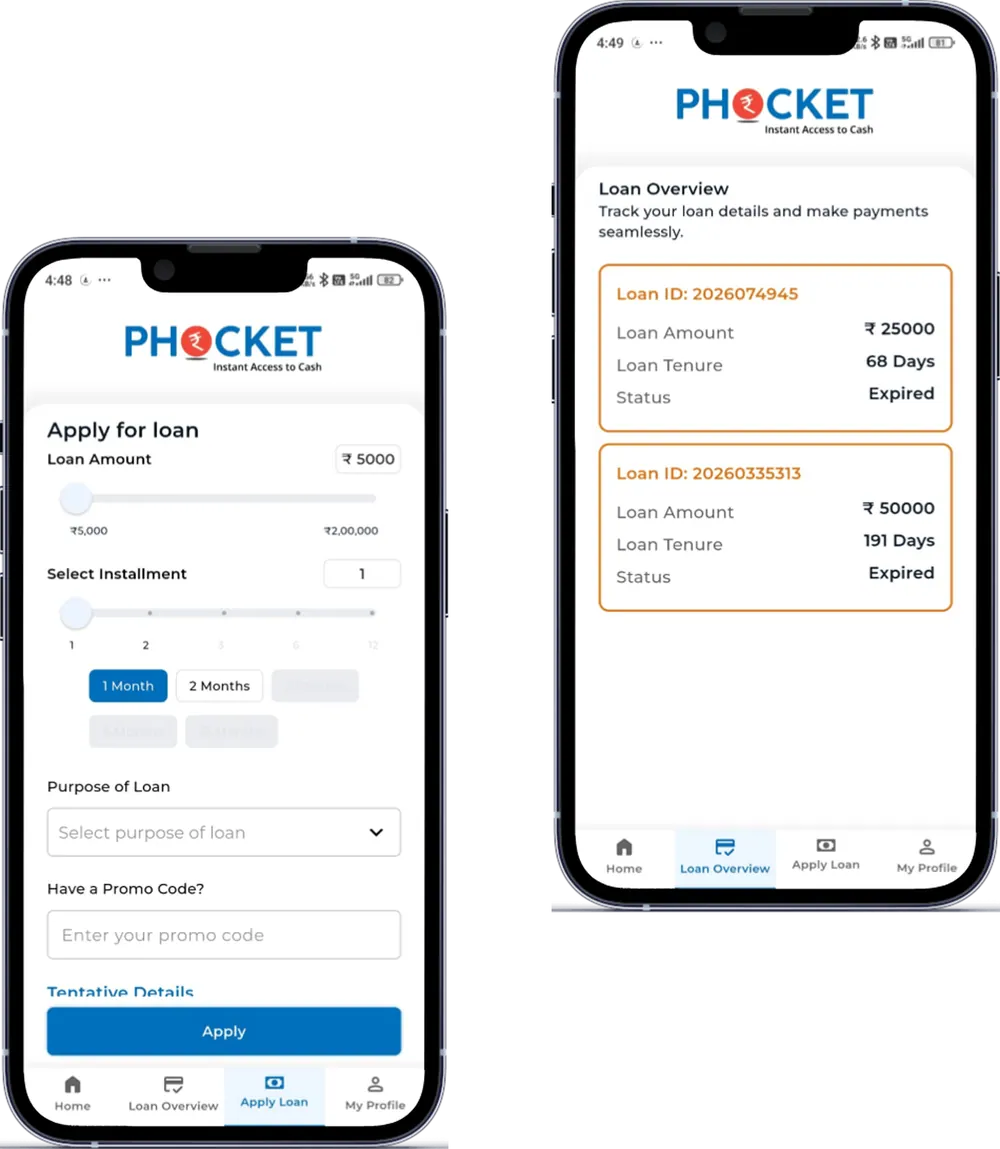 4:48
82
PHOCKET
Instant Access to Cash
Apply for loan
Loan Amount
₹ 5000
₹5,000
₹2,00,000
Select Installment
1
1 2 3 6 12
1 Month
2 Months
Purpose of Loan
Select purpose of loan
Have a Promo Code?
Enter your promo code
Tentative Details
Apply
Home
Loan Overview
Apply Loan
My Profile
4:49
5G
81
PHOCKET
Instant Access to Cash
Loan Overview
Track your loan details and make payments
seamlessly.
Loan ID: 2026074945
Loan Amount ₹ 25000
Loan Tenure 68 Days
Status Expired
Loan ID: 20260335313
Loan Amount ₹ 50000
Loan Tenure 191 Days
Status Expired
Home
Loan Overview
Apply Loan
My Profile